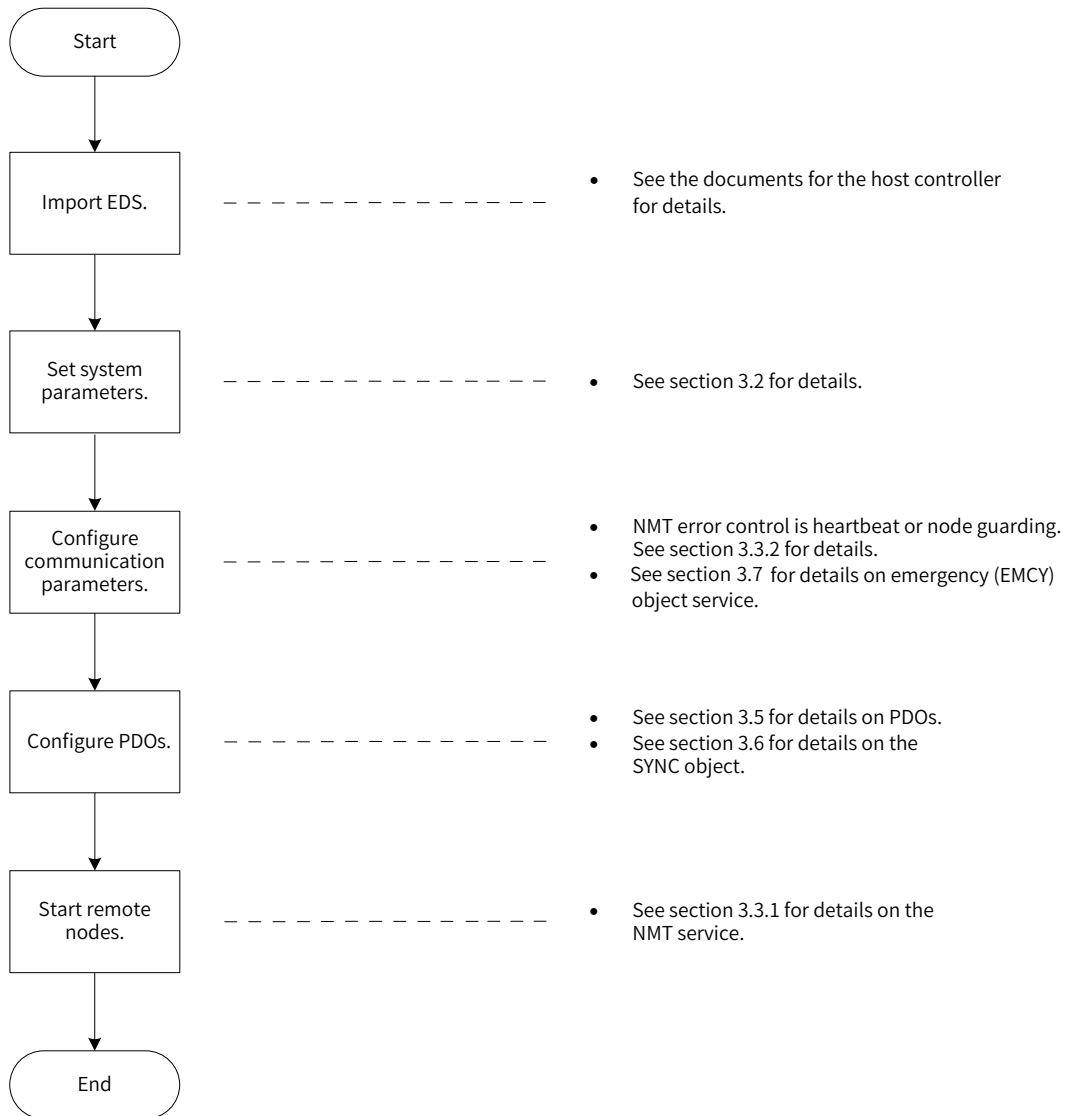 Start
Import EDS.
• See the documents for the host controller
for details.
Set system
parameters.
• See section 3.2 for details.
Configure
communication
parameters.
• NMT error control is heartbeat or node guarding.
See section 3.3.2 for details.
• See section 3.7 for details on emergency (EMCY)
object service.
Configure PDOs.
• See section 3.5 for details on PDOs.
• See section 3.6 for details on the
SYNC object.
Start remote
nodes.
• See section 3.3.1 for details on the
NMT service.
End